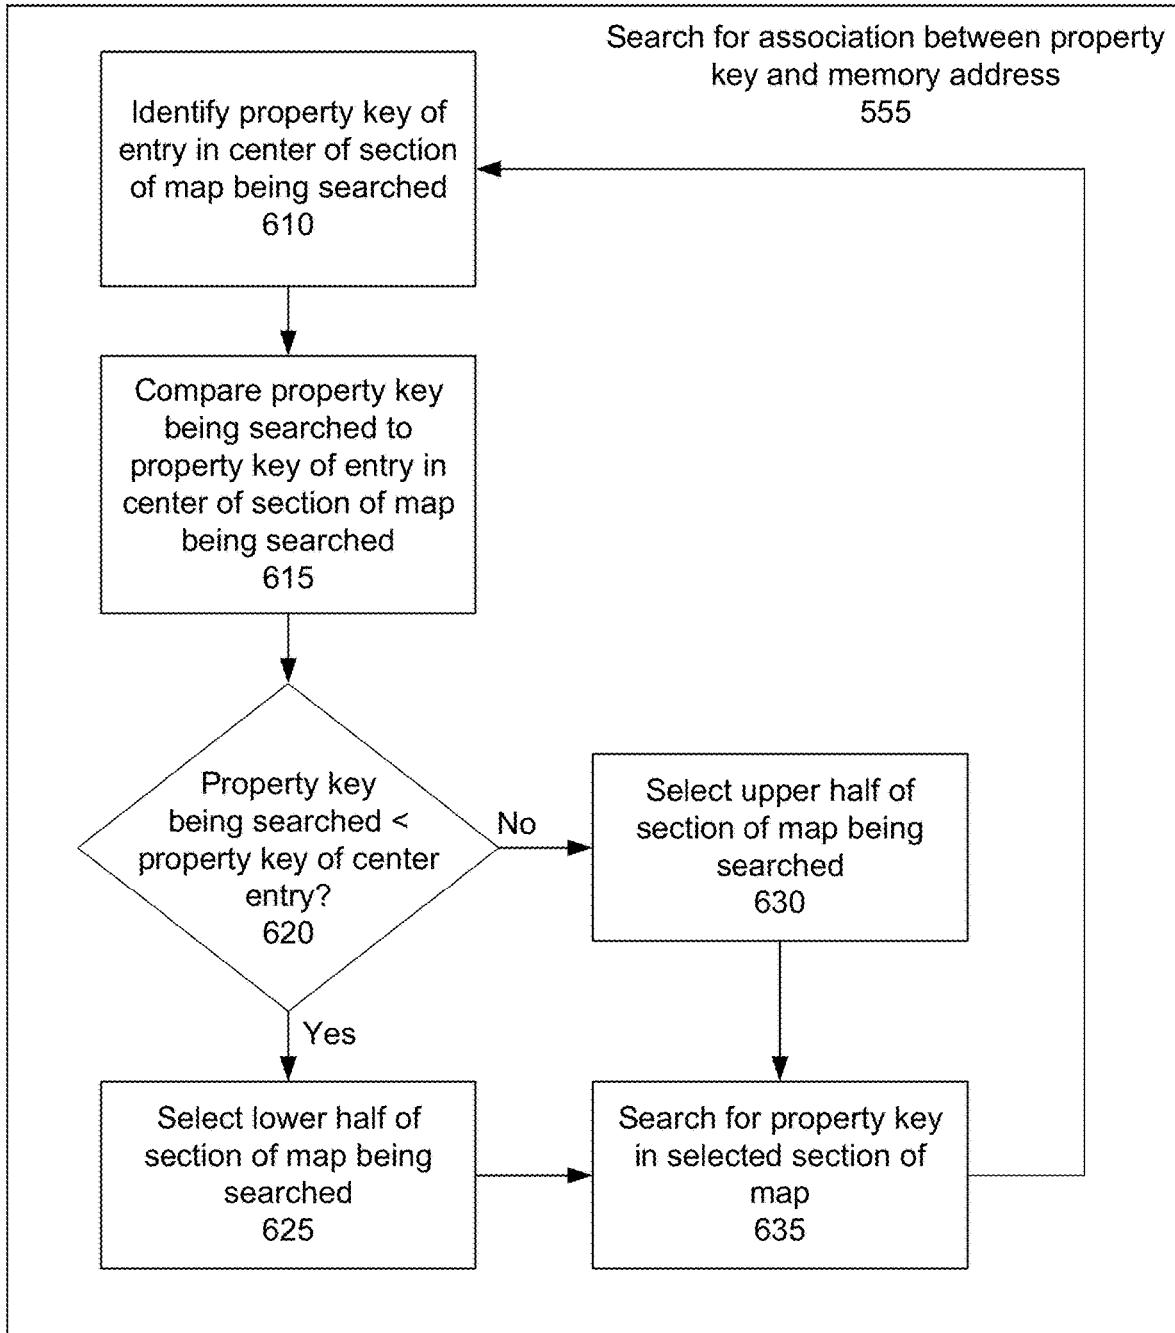 Search for association between property
key and memory address
555
Identify property key of
entry in center of section
of map being searched
610
Compare property key
being searched to
property key of entry in
center of section of map
being searched
615
Property key
being searched <
property key of center
entry?
620
No
Select upper half of
section of map being
searched
630
Yes
Select lower half of
section of map being
searched
625
Search for property key
in selected section of
map
635